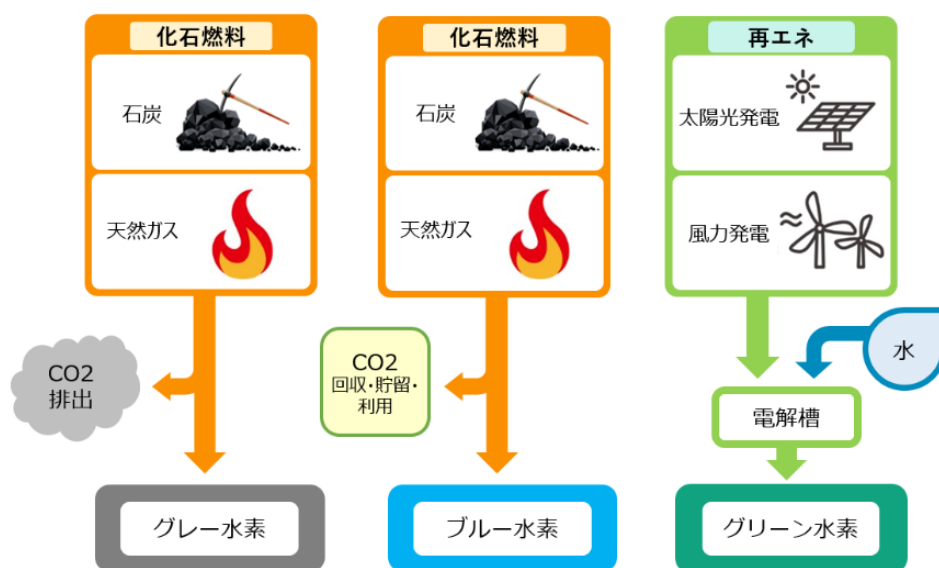 化石燃料
石炭
天然ガス
CO2
排出
グレー水素
化石燃料
石炭
天然ガス
CO2
回収・貯留・
利用
ブルー水素
再エネ
太陽光発電
風力発電
水
電解槽
グリーン水素